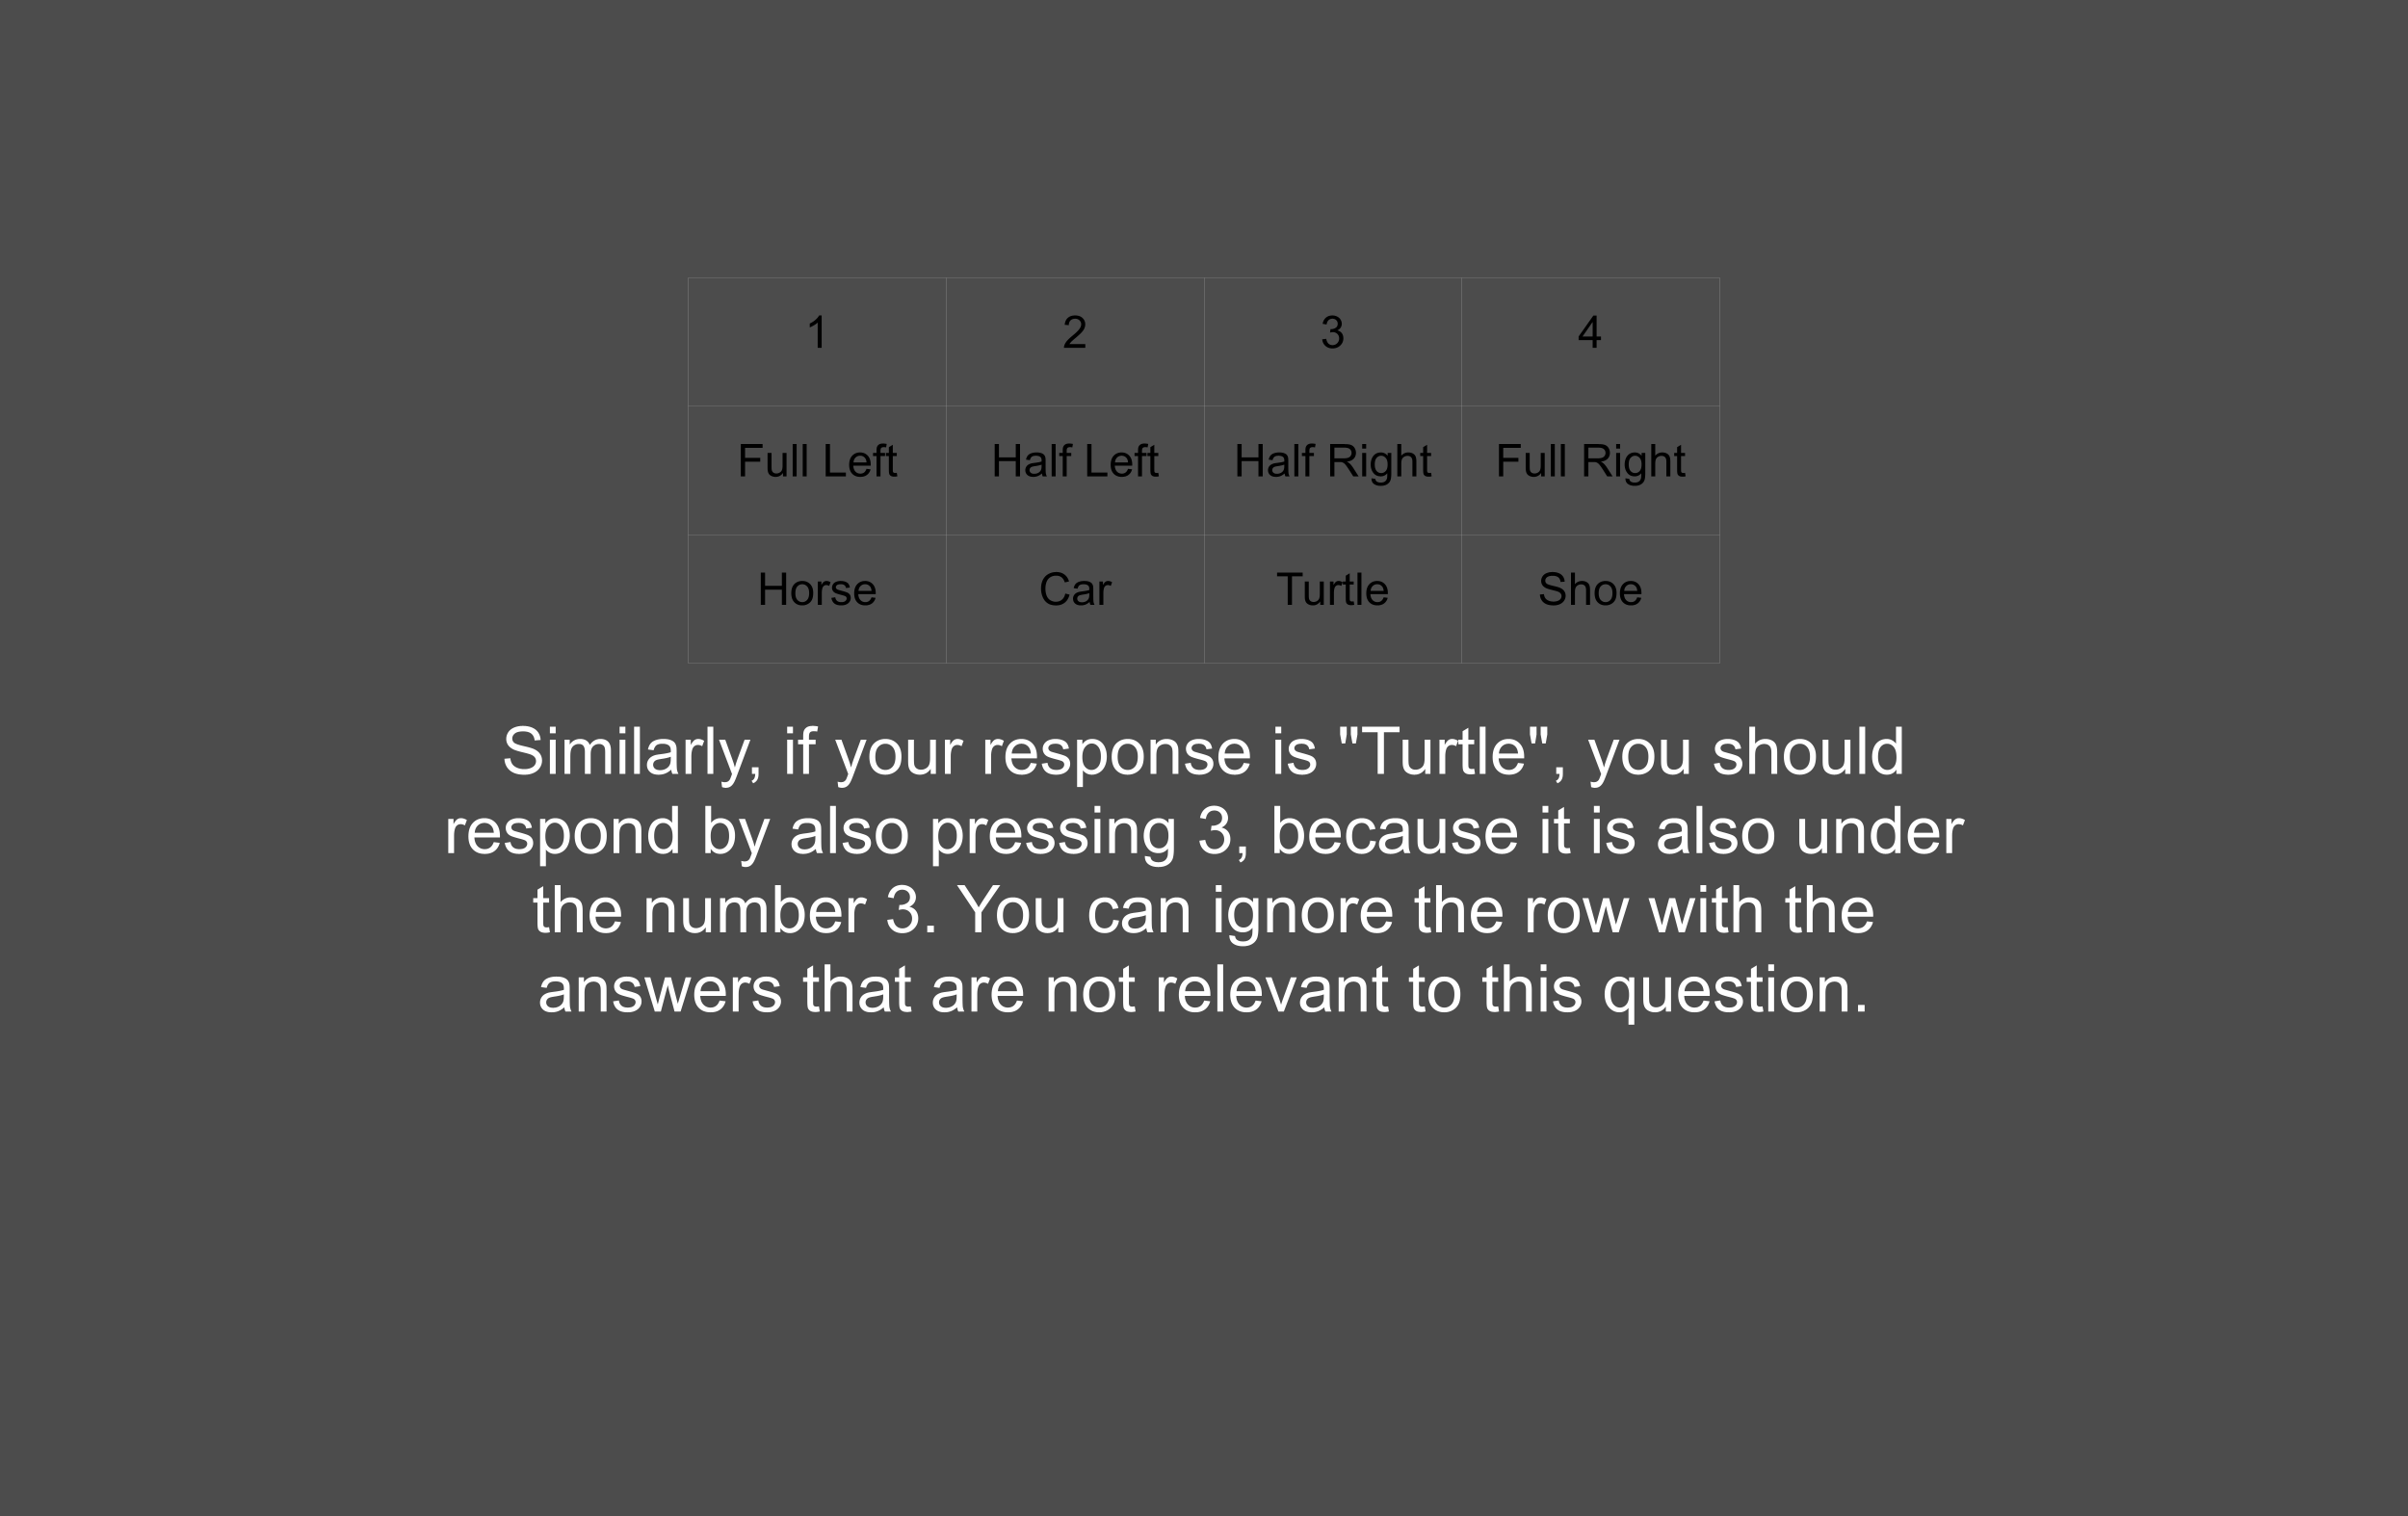 1 2 3 4
Full Left Half Left Half Right Full Right
Horse Car Turtle Shoe
Similarly, if your response is "Turtle", you should
respond by also pressing 3, because it is also under
the number 3. You can ignore the row with the
answers that are not relevant to this question.